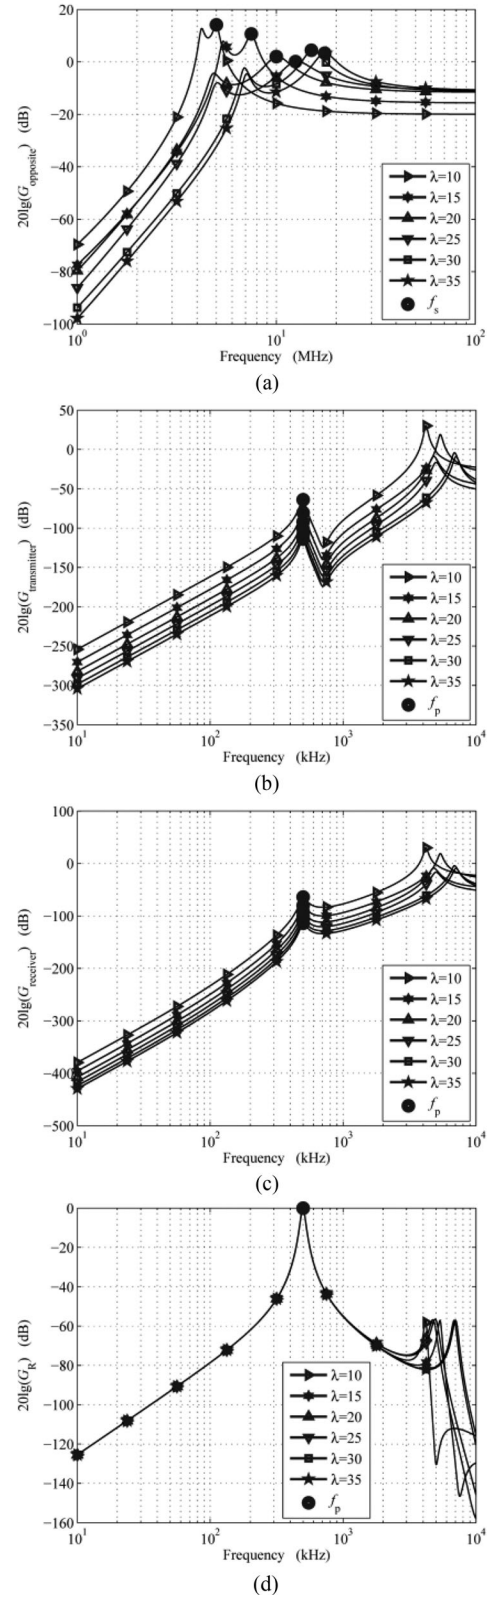 20
0
−20
−40
−60
−80
−100
20lg(G_opposite) (dB)
λ=10
λ=15
λ=20
λ=25
λ=30
λ=35
f_s
10^0
10^1
10^2
Frequency (MHz)
(a)
50
0
−50
−100
−150
−200
−250
−300
−350
20lg(G_transmitter) (dB)
λ=10
λ=15
λ=20
λ=25
λ=30
λ=35
f_p
10^1
10^2
10^3
10^4
Frequency (kHz)
(b)
100
0
−100
−200
−300
−400
−500
20lg(G_receiver) (dB)
λ=10
λ=15
λ=20
λ=25
λ=30
λ=35
f_p
10^1
10^2
10^3
10^4
Frequency (kHz)
(c)
0
−20
−40
−60
−80
−100
−120
−140
−160
20lg(G_R) (dB)
λ=10
λ=15
λ=20
λ=25
λ=30
λ=35
f_p
10^1
10^2
10^3
10^4
Frequency (kHz)
(d)